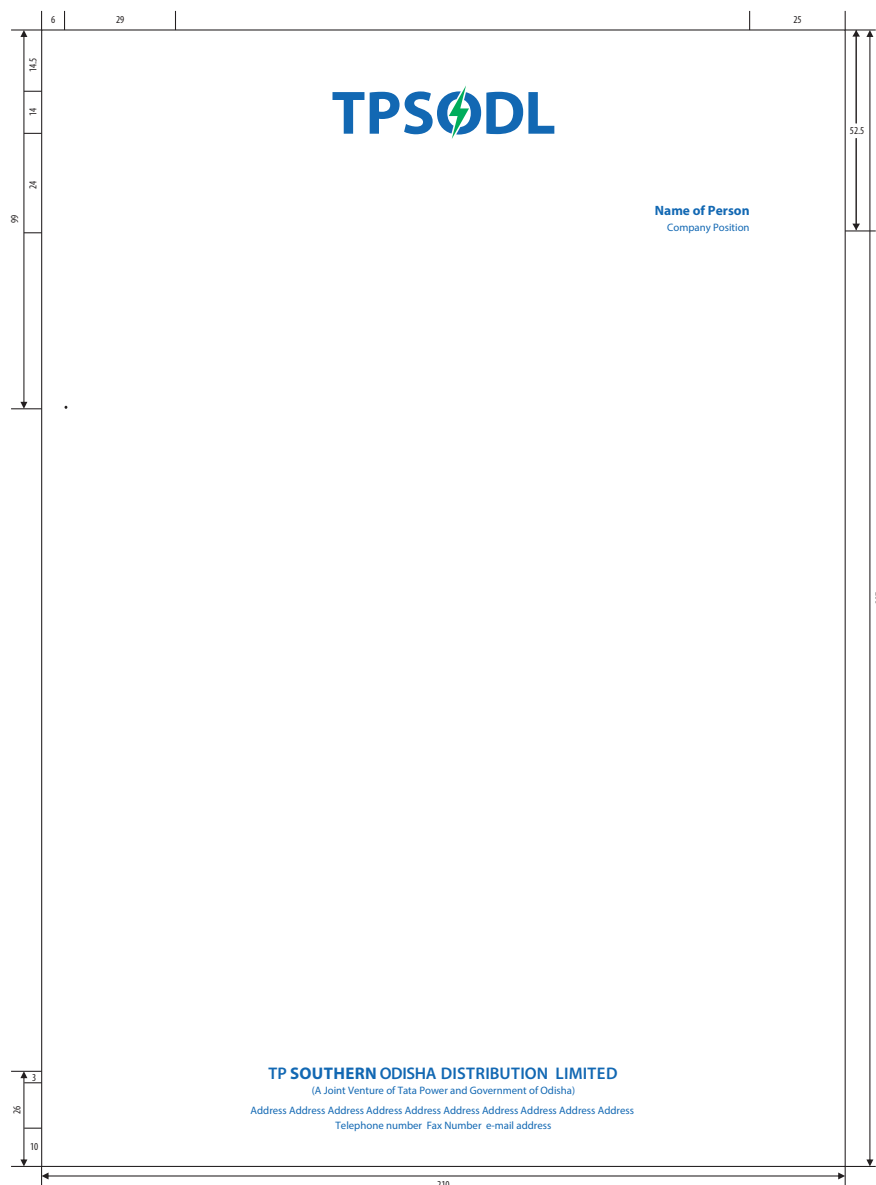 6 29 25
14.5
14
24
99
52.5
TPSODL
Name of Person
Company Position
TP SOUTHERN ODISHA DISTRIBUTION LIMITED
(A Joint Venture of Tata Power and Government of Odisha)
Address Address Address Address Address Address Address Address Address Address
Telephone number Fax Number e-mail address
3
26
10
210